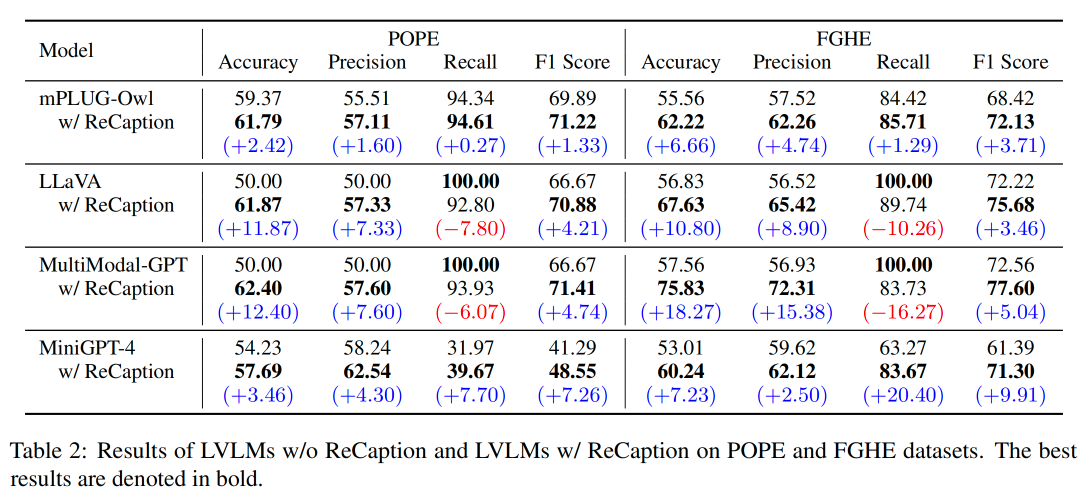 Model POPE FGHE
Accuracy Precision Recall F1 Score Accuracy Precision Recall F1 Score
mPLUG-Owl 59.37 55.51 94.34 69.89 55.56 57.52 84.42 68.42
w/ ReCaption 61.79 57.11 94.61 71.22 62.22 62.26 85.71 72.13
(+2.42) (+1.60) (+0.27) (+1.33) (+6.66) (+4.74) (+1.29) (+3.71)
LLaVA 50.00 50.00 100.00 66.67 56.83 56.52 100.00 72.22
w/ ReCaption 61.87 57.33 92.80 70.88 67.63 65.42 89.74 75.68
(+11.87) (+7.33) (−7.80) (+4.21) (+10.80) (+8.90) (−10.26) (+3.46)
MultiModal-GPT 50.00 50.00 100.00 66.67 57.56 56.93 100.00 72.56
w/ ReCaption 62.40 57.60 93.93 71.41 75.83 72.31 83.73 77.60
(+12.40) (+7.60) (−6.07) (+4.74) (+18.27) (+15.38) (−16.27) (+5.04)
MiniGPT-4 54.23 58.24 31.97 41.29 53.01 59.62 63.27 61.39
w/ ReCaption 57.69 62.54 39.67 48.55 60.24 62.12 83.67 71.30
(+3.46) (+4.30) (+7.70) (+7.26) (+7.23) (+2.50) (+20.40) (+9.91)
Table 2: Results of LVLMs w/o ReCaption and LVLMs w/ ReCaption on POPE and FGHE datasets. The best
results are denoted in bold.